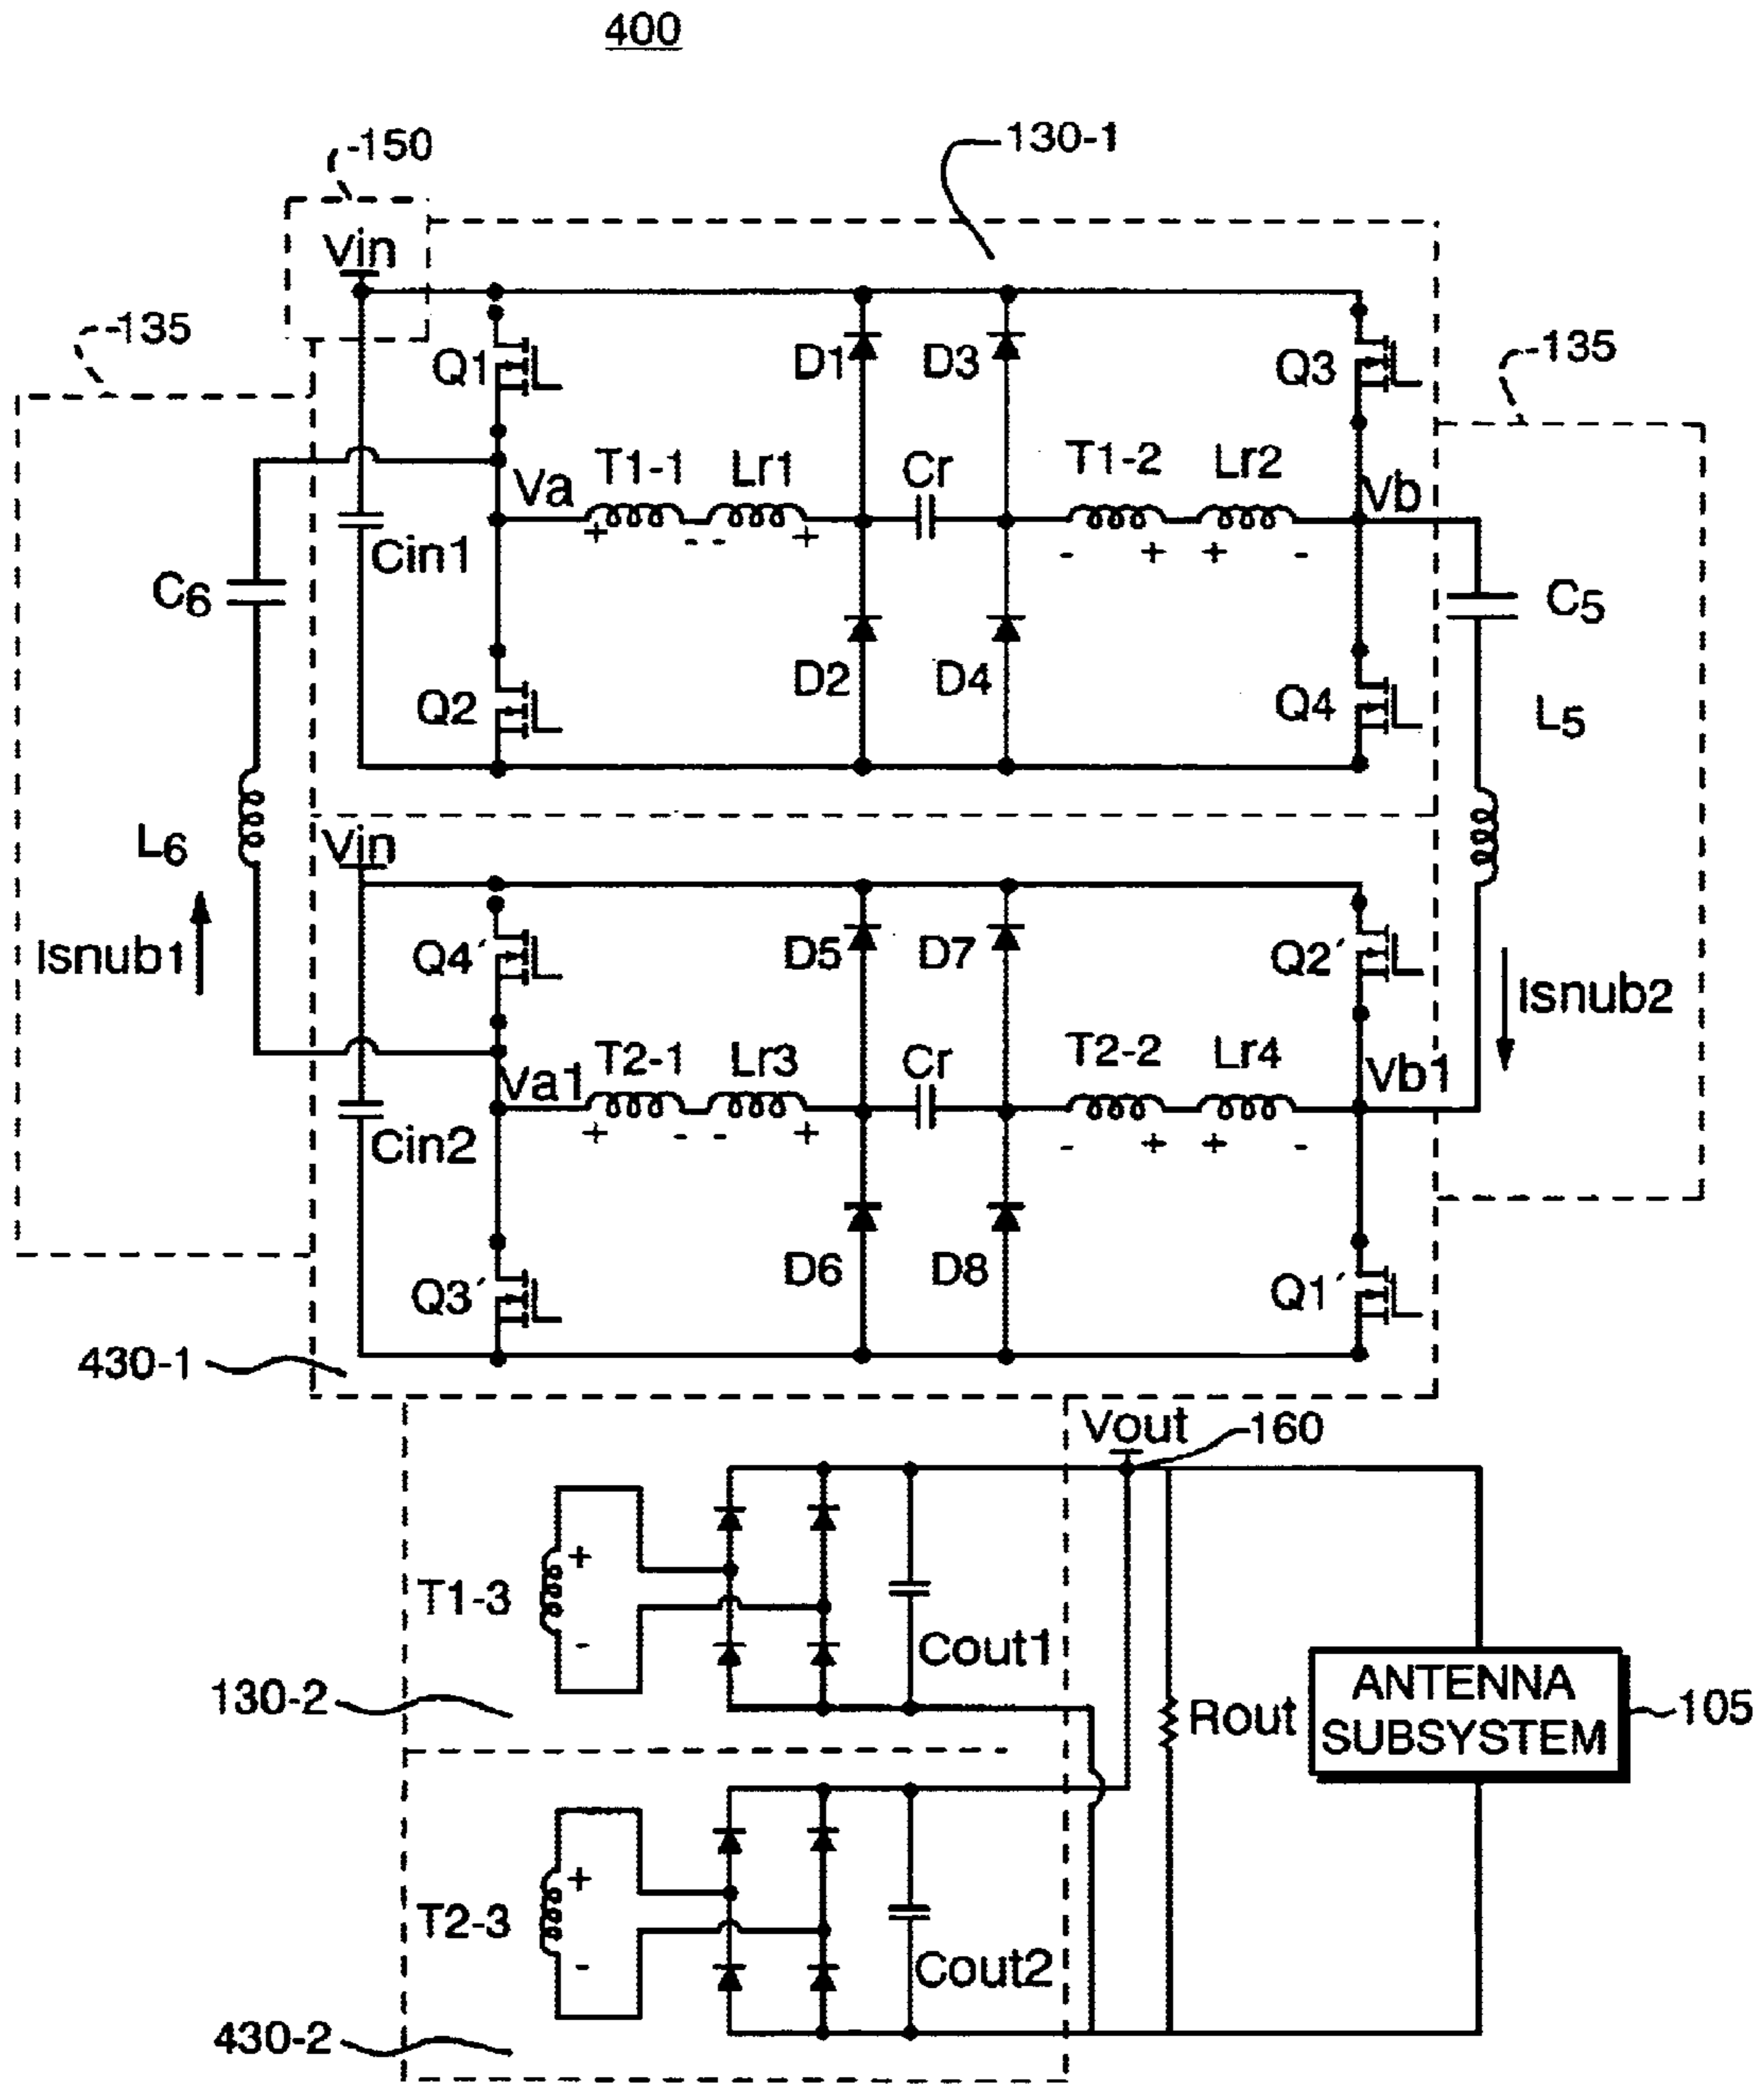 400
150
130-1
Vin
135
135
Q1
D1
D3
Q3
Va
T1-1
Lr1
Cr
T1-2
Lr2
Vb
+
- -
+
-
+
+
-
Cin1
C6
C5
Q2
D2
D4
Q4
L5
Vin
L6
Isnub1
Q4´
D5
D7
Q2´
Isnub2
Va1
T2-1
Lr3
Cr
T2-2
Lr4
Vb1
+
- -
+
-
+
+
-
Cin2
Q3´
D6
D8
Q1´
430-1
Vout
160
T1-3
+
-
Cout1
130-2
Rout
ANTENNA
SUBSYSTEM
105
T2-3
+
-
Cout2
430-2